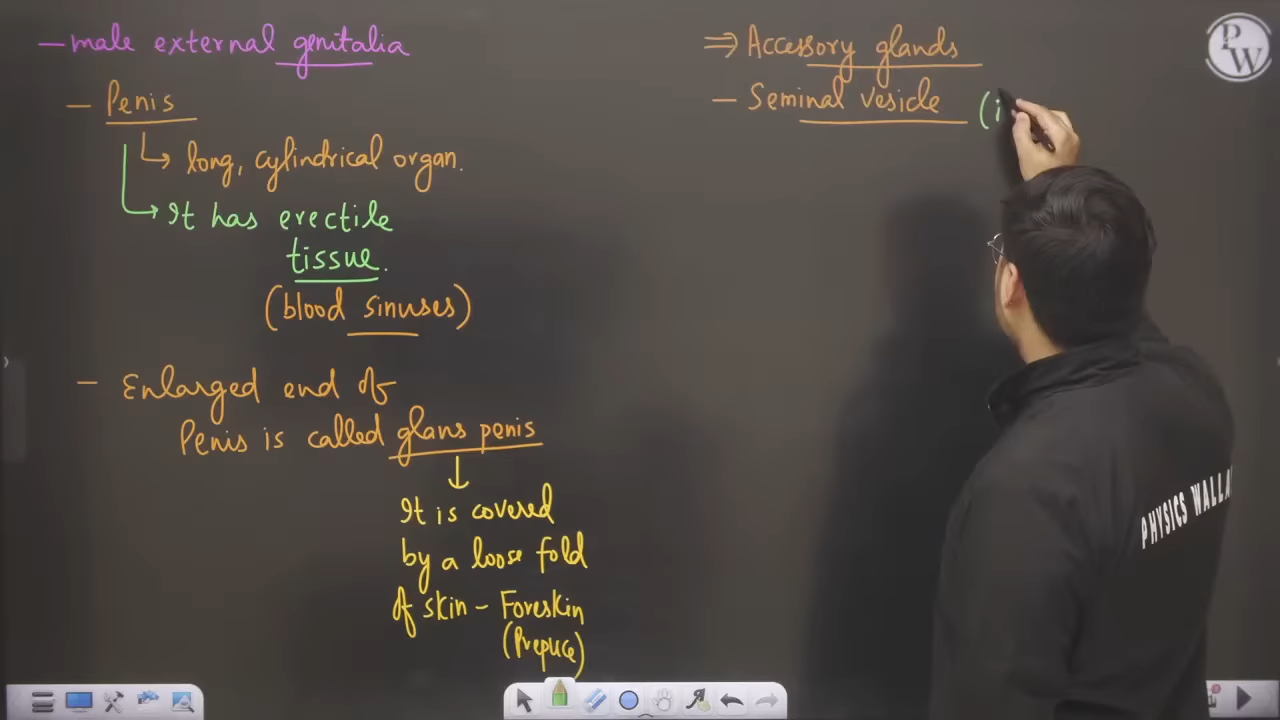 – male external genitalia
– Penis
↳ long, cylindrical organ.
↳ It has erectile
tissue.
(blood sinuses)
– Enlarged end of
Penis is called glans penis
↓
It is covered
by a loose fold
of skin – Foreskin
(Prepuce)
⇒ Accessory glands
– Seminal vesicle (i
PW
PHYSICS WALLA